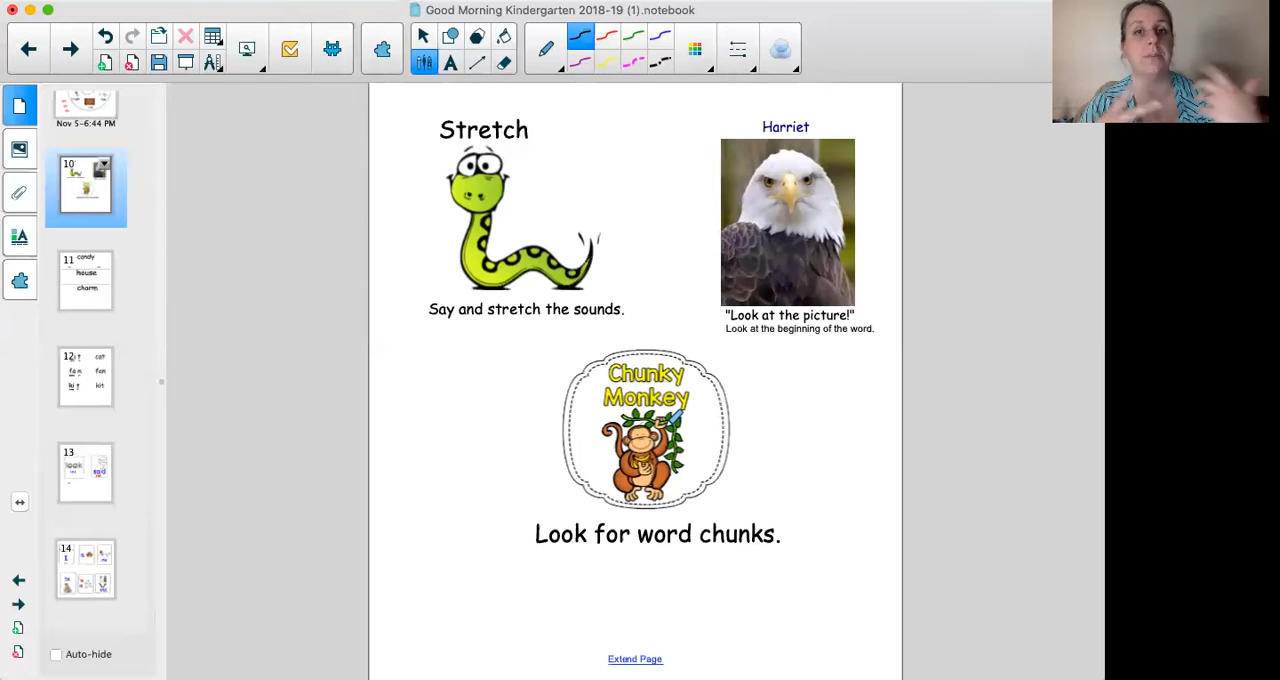 Good Morning Kindergarten 2018-19 (1).notebook
Nov 5-6:44 PM
10
11 candy
house
charm
12
cat
fan
kit
13
look
said
14
Auto-hide
Stretch
Say and stretch the sounds.
Harriet
"Look at the picture!"
Look at the beginning of the word.
Chunky
Monkey
Look for word chunks.
Extend Page